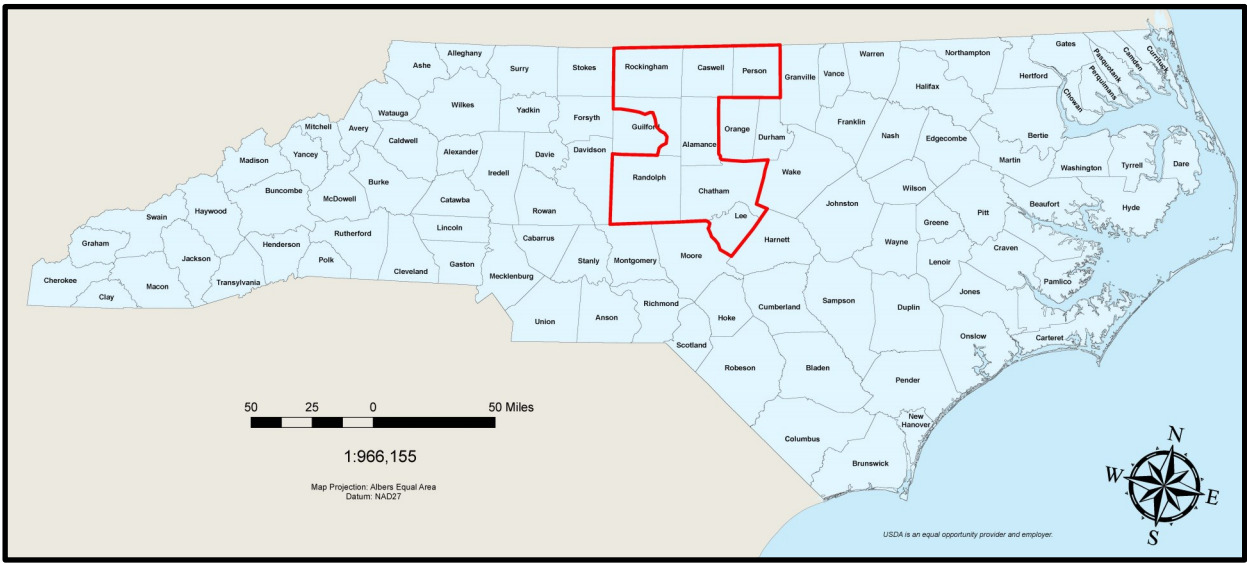 Alleghany
Ashe
Surry
Stokes
Rockingham
Caswell
Person
Granville
Vance
Warren
Northampton
Gates
Pasquotank
Camden
Currituck
Perquimans
Chowan
Hertford
Halifax
Watauga
Wilkes
Yadkin
Forsyth
Guilford
Alamance
Orange
Durham
Franklin
Nash
Edgecombe
Bertie
Mitchell
Avery
Caldwell
Alexander
Iredell
Davie
Davidson
Madison
Yancey
Burke
Randolph
Chatham
Wake
Wilson
Martin
Washington
Tyrrell
Dare
Buncombe
McDowell
Catawba
Rowan
Lee
Johnston
Greene
Pitt
Beaufort
Hyde
Swain
Haywood
Rutherford
Lincoln
Cabarrus
Harnett
Wayne
Craven
Graham
Jackson
Henderson
Polk
Cleveland
Gaston
Mecklenburg
Stanly
Montgomery
Moore
Lenoir
Pamlico
Cherokee
Clay
Macon
Transylvania
Union
Anson
Richmond
Hoke
Cumberland
Sampson
Duplin
Jones
Onslow
Carteret
Scotland
Robeson
Bladen
Pender
New
Hanover
Columbus
Brunswick
50 25 0 50 Miles
1:966,155
Map Projection: Albers Equal Area
Datum: NAD27
N
W
E
S
USDA is an equal opportunity provider and employer.